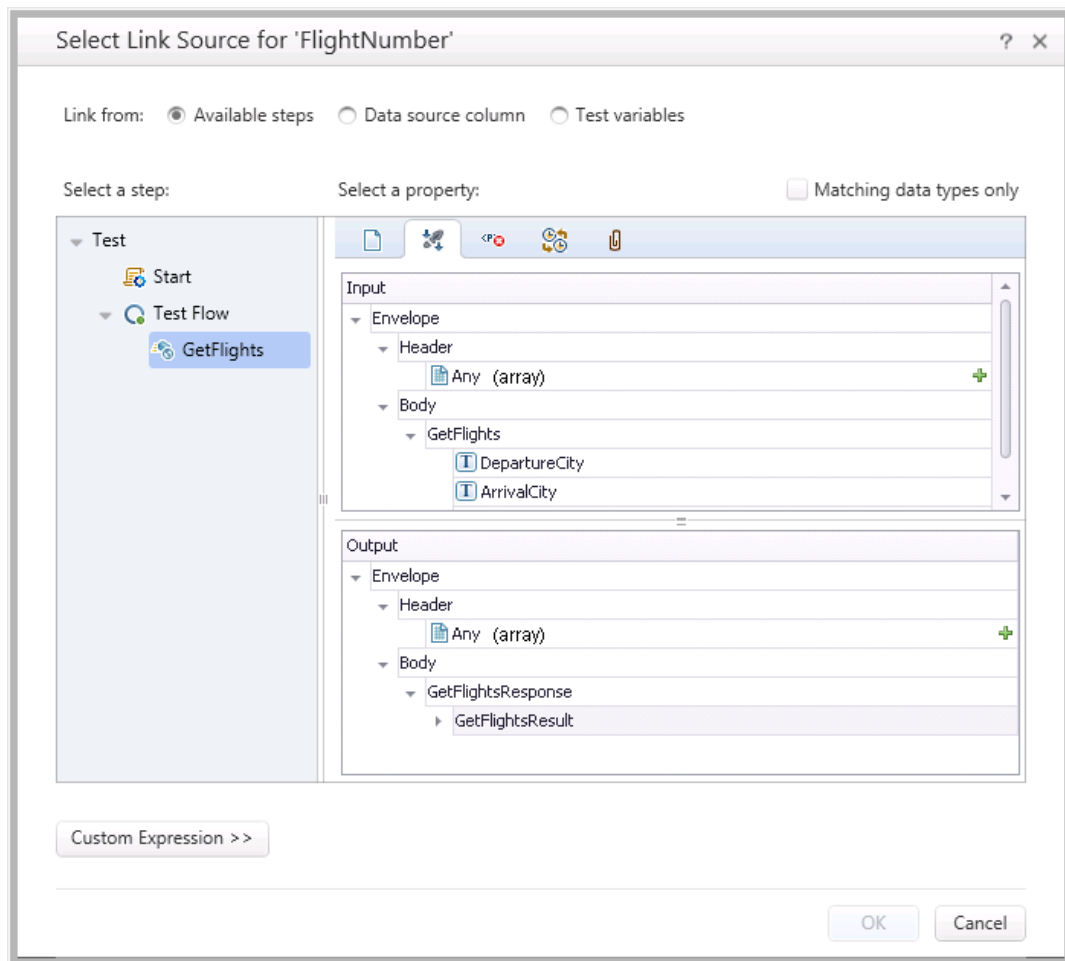 Select Link Source for 'FlightNumber'
? ×
Link from: Available steps Data source column Test variables
Select a step: Select a property: Matching data types only
Test
Start
Test Flow
GetFlights
<P>
Input
Envelope
Header
Any (array)
Body
GetFlights
T DepartureCity
T ArrivalCity
Output
Envelope
Header
Any (array)
Body
GetFlightsResponse
GetFlightsResult
Custom Expression >>
OK Cancel